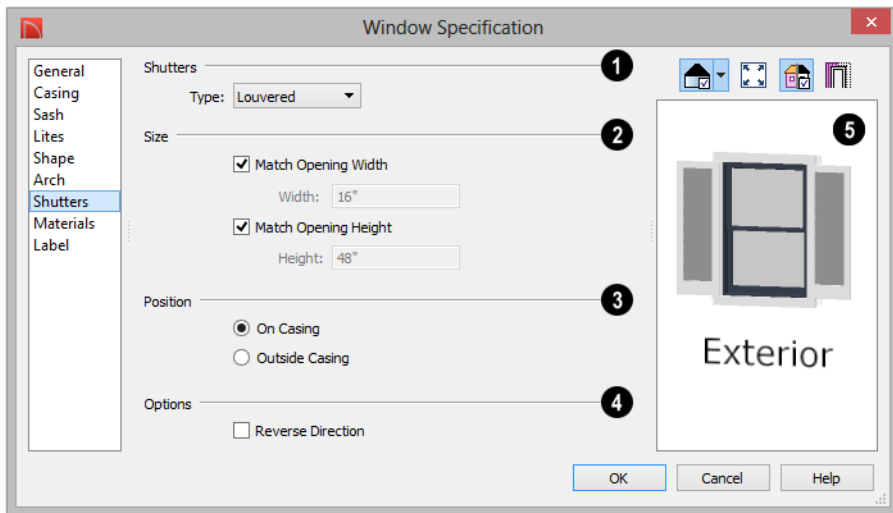 Window Specification
General
Casing
Sash
Lites
Shape
Arch
Shutters
Materials
Label
Shutters
1
Type: Louvered
Size
2
Match Opening Width
Width: 16"
Match Opening Height
Height: 48"
Position
3
On Casing
Outside Casing
Options
4
Reverse Direction
5
Exterior
OK Cancel Help